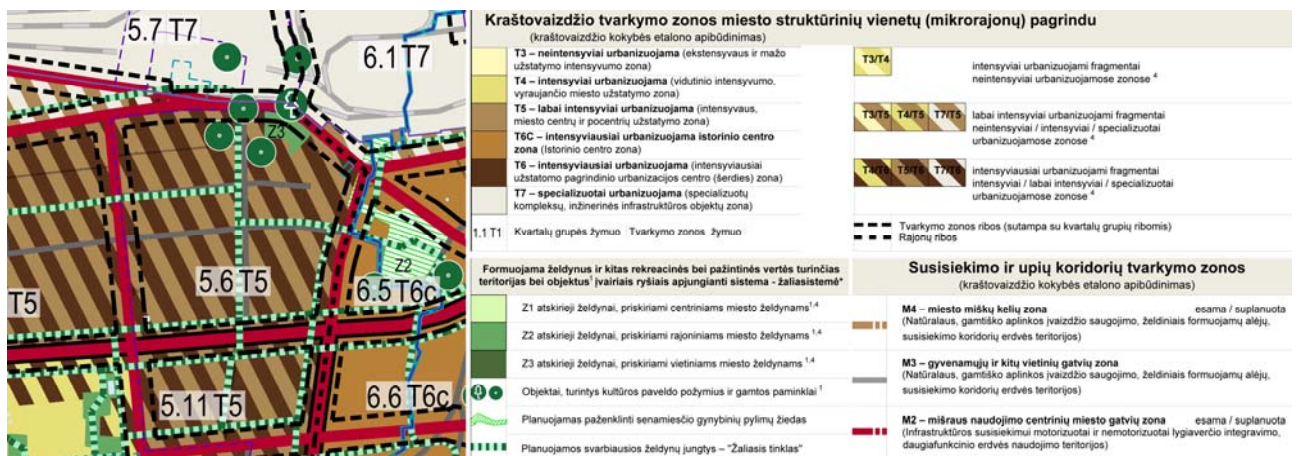 5.7 T7
6.1 T7
Z3
5.6 T5
T5
Z2
6.5 T6c
5.11 T5
6.6 T6c
Kraštovaizdžio tvarkymo zonos miesto struktūrinių vienetų (mikrorajonų) pagrindu
(kraštovaizdžio kokybės etalono apibūdinimas)
T3 – neintensyviai urbanizuojama (ekstensyvaus ir mažo
užstatymo intensyvumo zona)
T4 – intensyviai urbanizuojama (vidutinio intensyvumo,
vyraujančio miesto užstatymo zona)
T5 – labai intensyviai urbanizuojama (intensyvaus,
miesto centrų ir pocentrių užstatymo zona)
T6C – intensyviausiai urbanizuojama istorinio centro
zona (Istorinio centro zona)
T6 – intensyviausiai urbanizuojama (intensyviausiai
užstatomo pagrindinio urbanizacijos centro (šerdies) zona)
T7 – specializuotai urbanizuojama (specializuotų
kompleksų, inžinerinės infrastruktūros objektų zona)
1.1 T1 Kvartalų grupės žymuo Tvarkymo zonos žymuo
T3/T4
intensyviai urbanizuojami fragmentai
neintensyviai urbanizuojamose zonose 4
T3/T5 T4/T5 T7/T5
labai intensyviai urbanizuojami fragmentai
neintensyviai / intensyviai / specializuotai
urbanizuojamose zonose 4
T4/T6 T5/T6 T7/T6
intensyviausiai urbanizuojami fragmentai
intensyviai / labai intensyviai / specializuotai
urbanizuojamose zonose 4
Tvarkymo zonos ribos (sutampa su kvartalų grupių ribomis)
Rajonų ribos
Formuojama želdynus ir kitas rekreacinės bei pažintinės vertės turinčias
teritorijas bei objektus1 įvairiais ryšiais apjungianti sistema - žaliasistemė*
Z1 atskirieji želdynai, priskiriami centriniams miesto želdynams1,4
Z2 atskirieji želdynai, priskiriami rajoniniams miesto želdynams 1,4
Z3 atskirieji želdynai, priskiriami vietiniams miesto želdynams 1,4
Objektai, turintys kultūros paveldo požymius ir gamtos paminklai 1
Planuojamas paženklinti senamiesčio gynybinių pylimų žiedas
Planuojamos svarbiausios želdynų jungtys – "Žaliasis tinklas"
Susisiekimo ir upių koridorių tvarkymo zonos
(kraštovaizdžio kokybės etalono apibūdinimas)
M4 – miesto miškų kelių zona esama / suplanuota
(Natūralaus, gamtiško aplinkos įvaizdžio saugojimo, želdiniais formuojamų alėjų,
susisiekimo koridorių erdvės teritorijos)
M3 – gyvenamųjų ir kitų vietinių gatvių zona
(Natūralaus, gamtiško aplinkos įvaizdžio saugojimo, želdiniais formuojamų alėjų,
susisiekimo koridorių erdvės teritorijos)
M2 – mišraus naudojimo centrinių miesto gatvių zona esama / suplanuota
(Infrastruktūros susisiekimui motorizuotai ir nemotorizuotai lygiaverčio integravimo,
daugiafunkcinio erdvės naudojimo teritorijos)